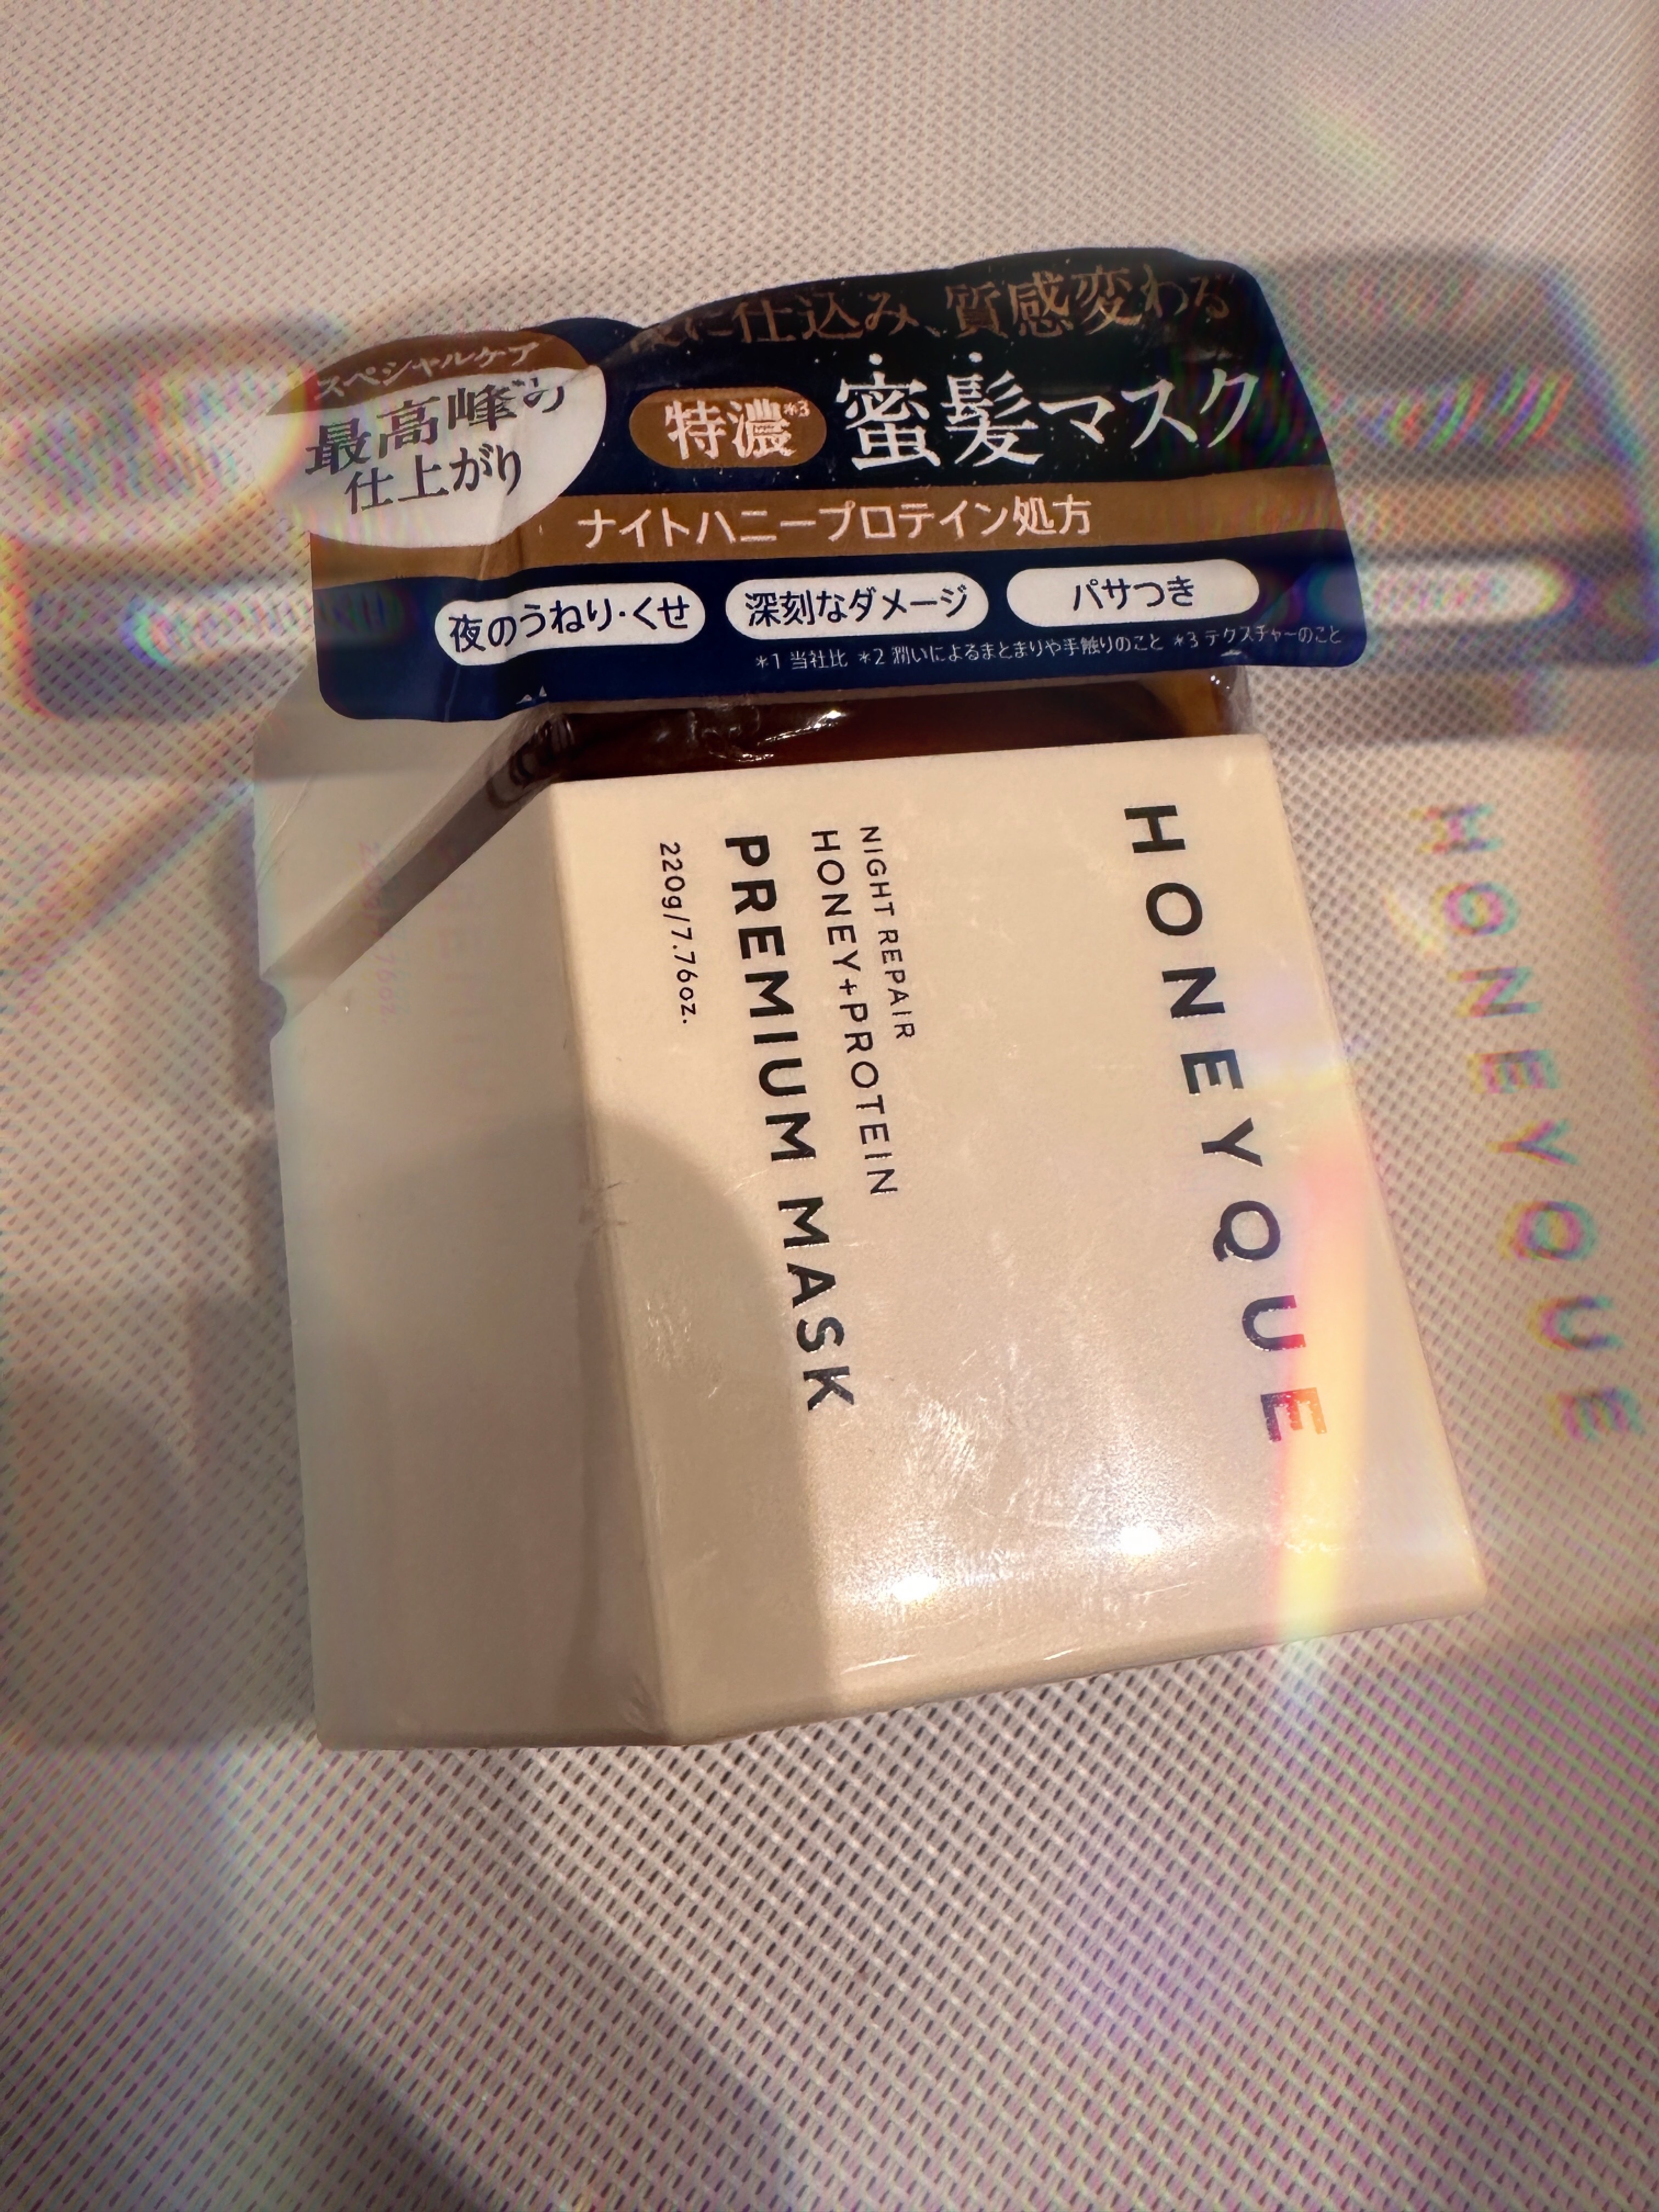 スペシャルケア
最高峰*1の
仕上がり
夜に仕込み、質感変わる
特濃*3 蜜髪マスク
ナイトハニープロテイン処方
夜のうねり・くせ
深刻なダメージ
パサつき
*1 当社比 *2 潤いによるまとまりや手触りのこと *3 テクスチャーのこと
HONEYQUE
NIGHT REPAIR
HONEY+PROTEIN
PREMIUM MASK
220g/7.76oz.